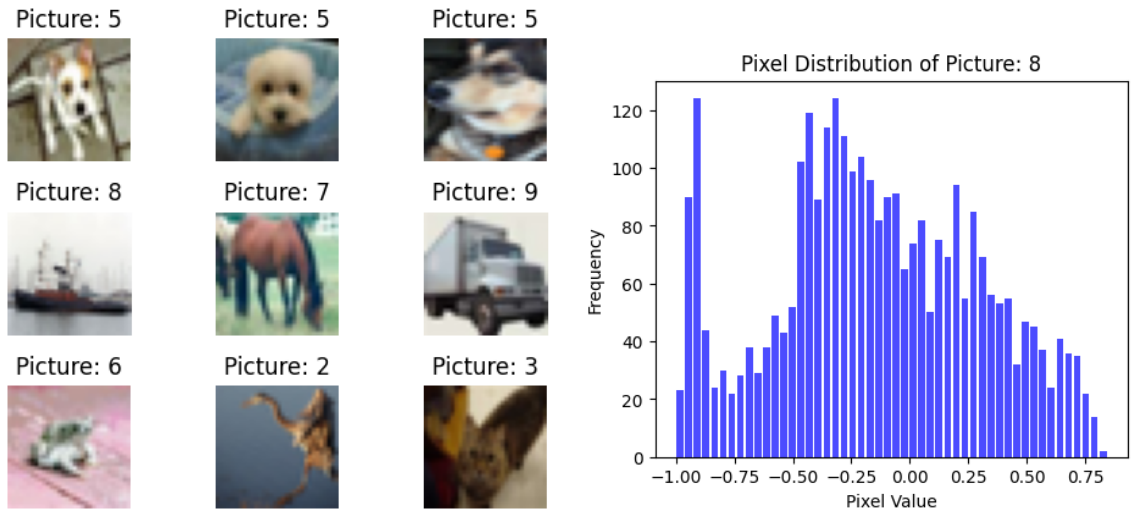 Picture: 5
Picture: 5
Picture: 5
Picture: 8
Picture: 7
Picture: 9
Picture: 6
Picture: 2
Picture: 3
Pixel Distribution of Picture: 8
Frequency
120
100
80
60
40
20
0
−1.00 −0.75 −0.50 −0.25 0.00 0.25 0.50 0.75
Pixel Value